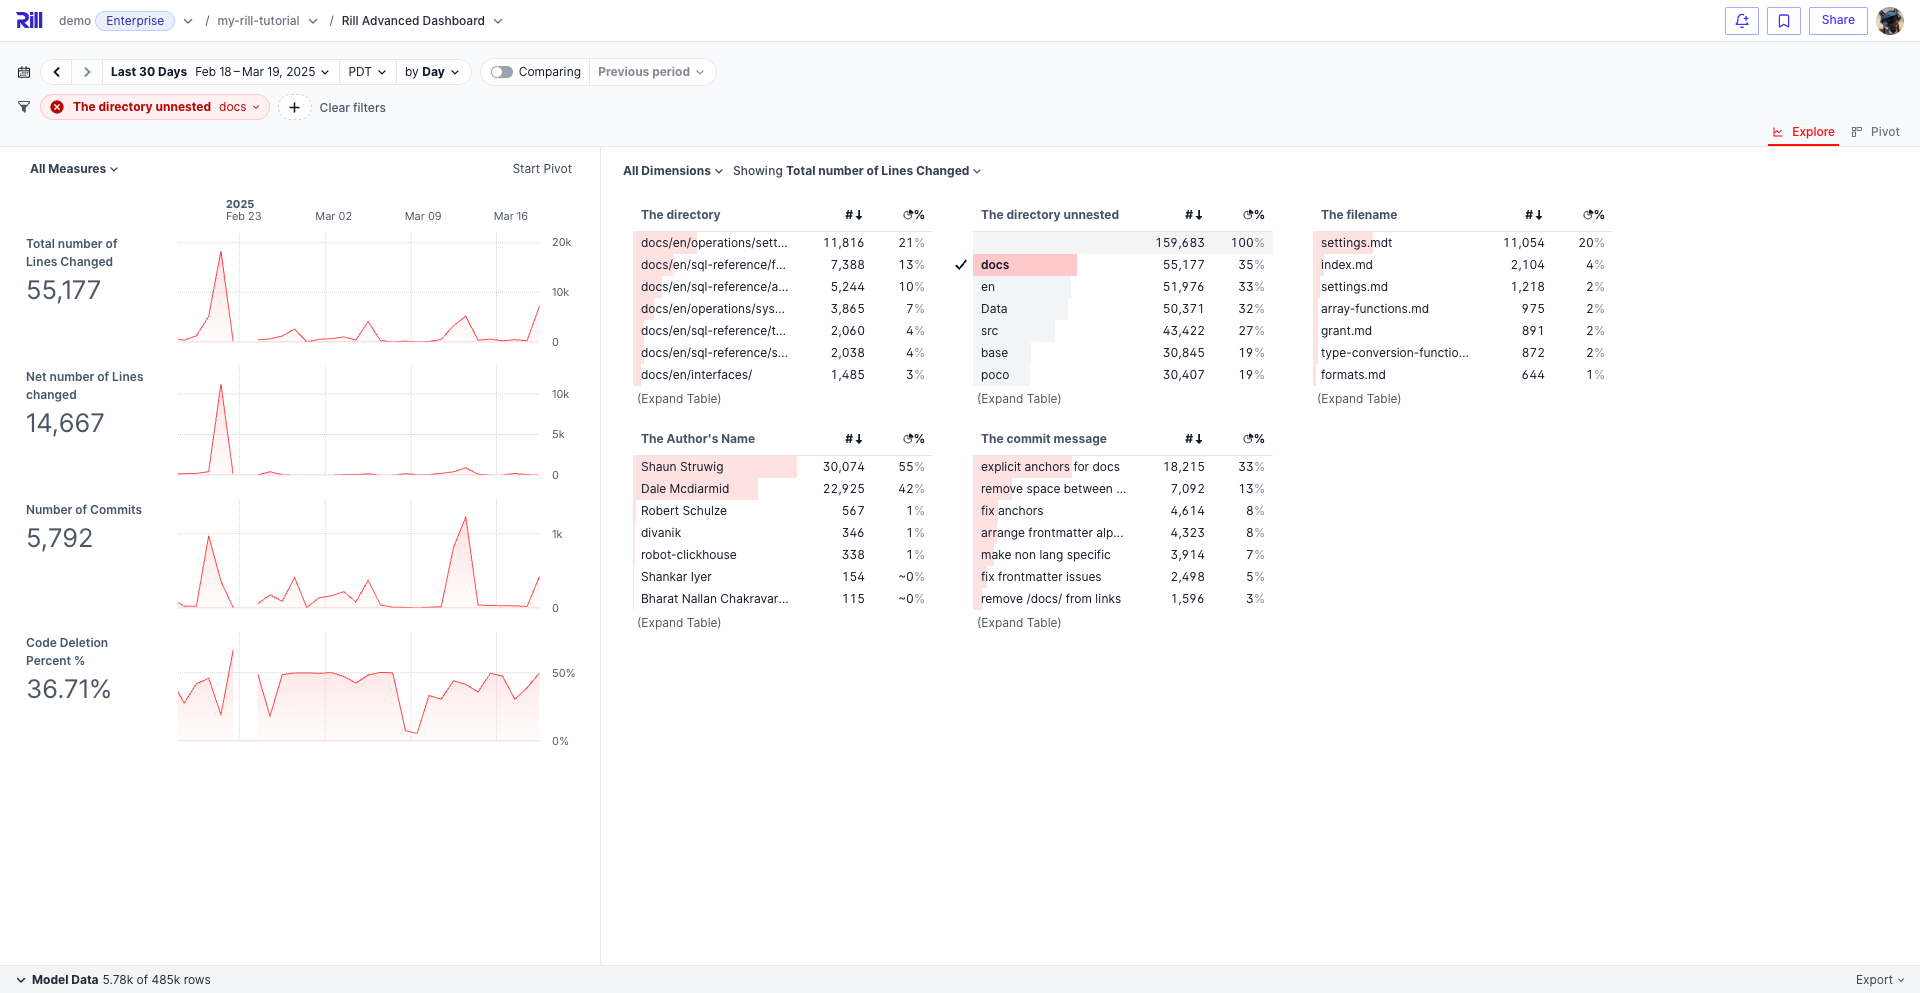 Rill demo Enterprise / my-rill-tutorial / Rill Advanced Dashboard Share
Last 30 Days Feb 18 – Mar 19, 2025 PDT by Day Comparing Previous period
The directory unnested docs + Clear filters
Explore Pivot
All Measures Start Pivot
2025
Feb 23 Mar 02 Mar 09 Mar 16
Total number of
Lines Changed
55,177
20k
10k
0
Net number of Lines
changed
14,667
10k
5k
0
Number of Commits
5,792
1k
0
Code Deletion
Percent %
36.71%
50%
0%
All Dimensions Showing Total number of Lines Changed
The directory # %
docs/en/operations/sett... 11,816 21%
docs/en/sql-reference/f... 7,388 13%
docs/en/sql-reference/a... 5,244 10%
docs/en/operations/sys... 3,865 7%
docs/en/sql-reference/t... 2,060 4%
docs/en/sql-reference/s... 2,038 4%
docs/en/interfaces/ 1,485 3%
(Expand Table)
The directory unnested # %
159,683 100%
docs 55,177 35%
en 51,976 33%
Data 50,371 32%
src 43,422 27%
base 30,845 19%
poco 30,407 19%
(Expand Table)
The filename # %
settings.mdt 11,054 20%
index.md 2,104 4%
settings.md 1,218 2%
array-functions.md 975 2%
grant.md 891 2%
type-conversion-functio... 872 2%
formats.md 644 1%
(Expand Table)
The Author's Name # %
Shaun Struwig 30,074 55%
Dale Mcdiarmid 22,925 42%
Robert Schulze 567 1%
divanik 346 1%
robot-clickhouse 338 1%
Shankar Iyer 154 ~0%
Bharat Nallan Chakravar... 115 ~0%
(Expand Table)
The commit message # %
explicit anchors for docs 18,215 33%
remove space between ... 7,092 13%
fix anchors 4,614 8%
arrange frontmatter alp... 4,323 8%
make non lang specific 3,914 7%
fix frontmatter issues 2,498 5%
remove /docs/ from links 1,596 3%
(Expand Table)
Model Data 5.78k of 485k rows Export